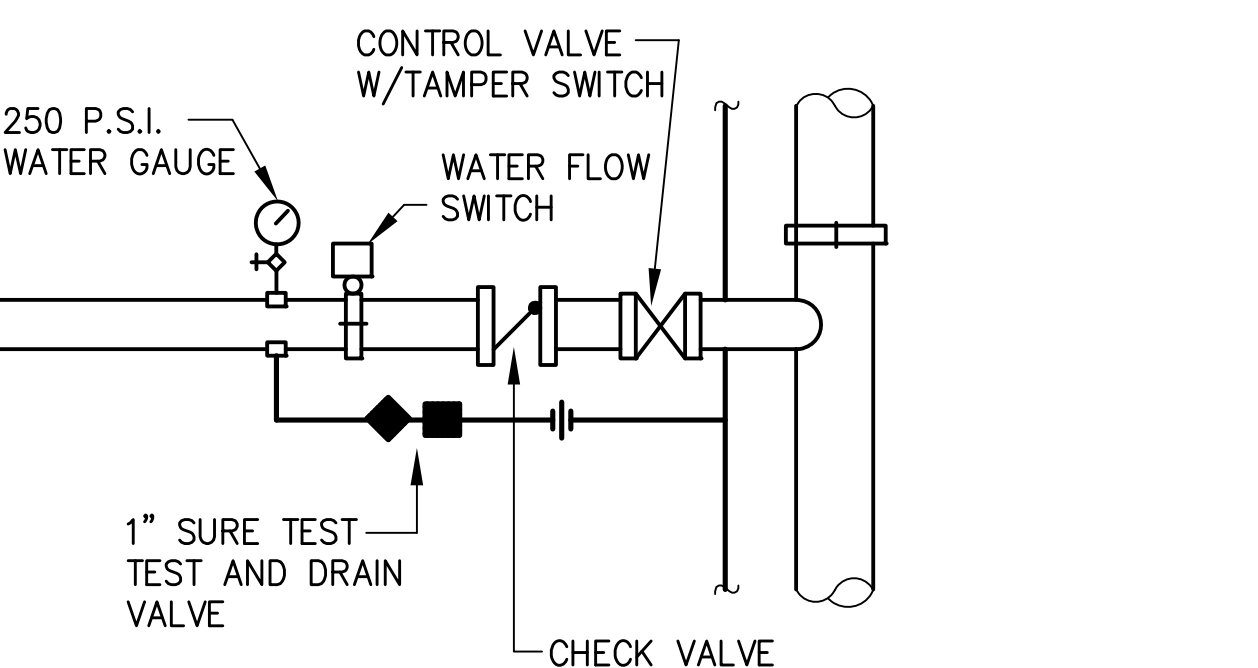 CONTROL VALVE
W/TAMPER SWITCH
250 P.S.I.
WATER GAUGE
WATER FLOW
SWITCH
1” SURE TEST
TEST AND DRAIN
VALVE
CHECK VALVE